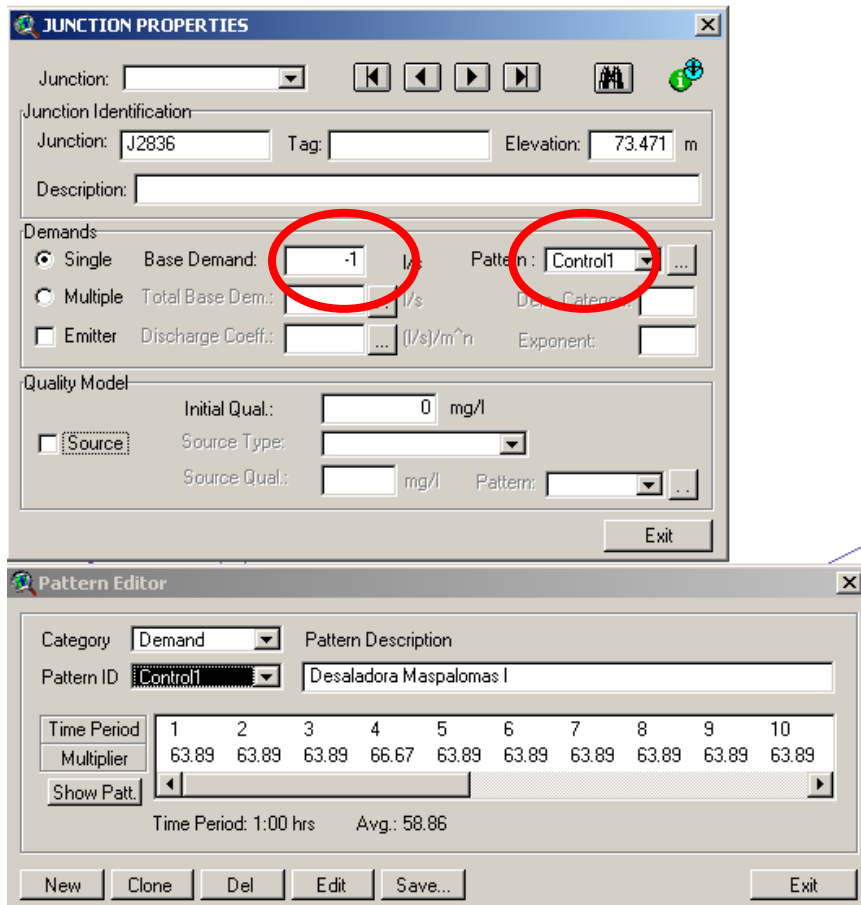 JUNCTION PROPERTIES
Junction:
Junction Identification
Junction: J2836 Tag: Elevation: 73.471 m
Description:
Demands
Single Base Demand: -1 l/s Pattern : Control1 ...
Multiple Total Base Dem.: ... l/s Dem. Category:
Emitter Discharge Coeff.: ... (l/s)/m^n Exponent:
Quality Model
Initial Qual.: 0 mg/l
Source Source Type:
Source Qual.: mg/l Pattern: ..
Exit
Pattern Editor
Category Demand Pattern Description
Pattern ID Control1 Desaladora Maspalomas I
Time Period 1 2 3 4 5 6 7 8 9 10
Multiplier 63.89 63.89 63.89 66.67 63.89 63.89 63.89 63.89 63.89 63.89
Show Patt.
Time Period: 1:00 hrs Avg.: 58.86
New Clone Del Edit Save... Exit